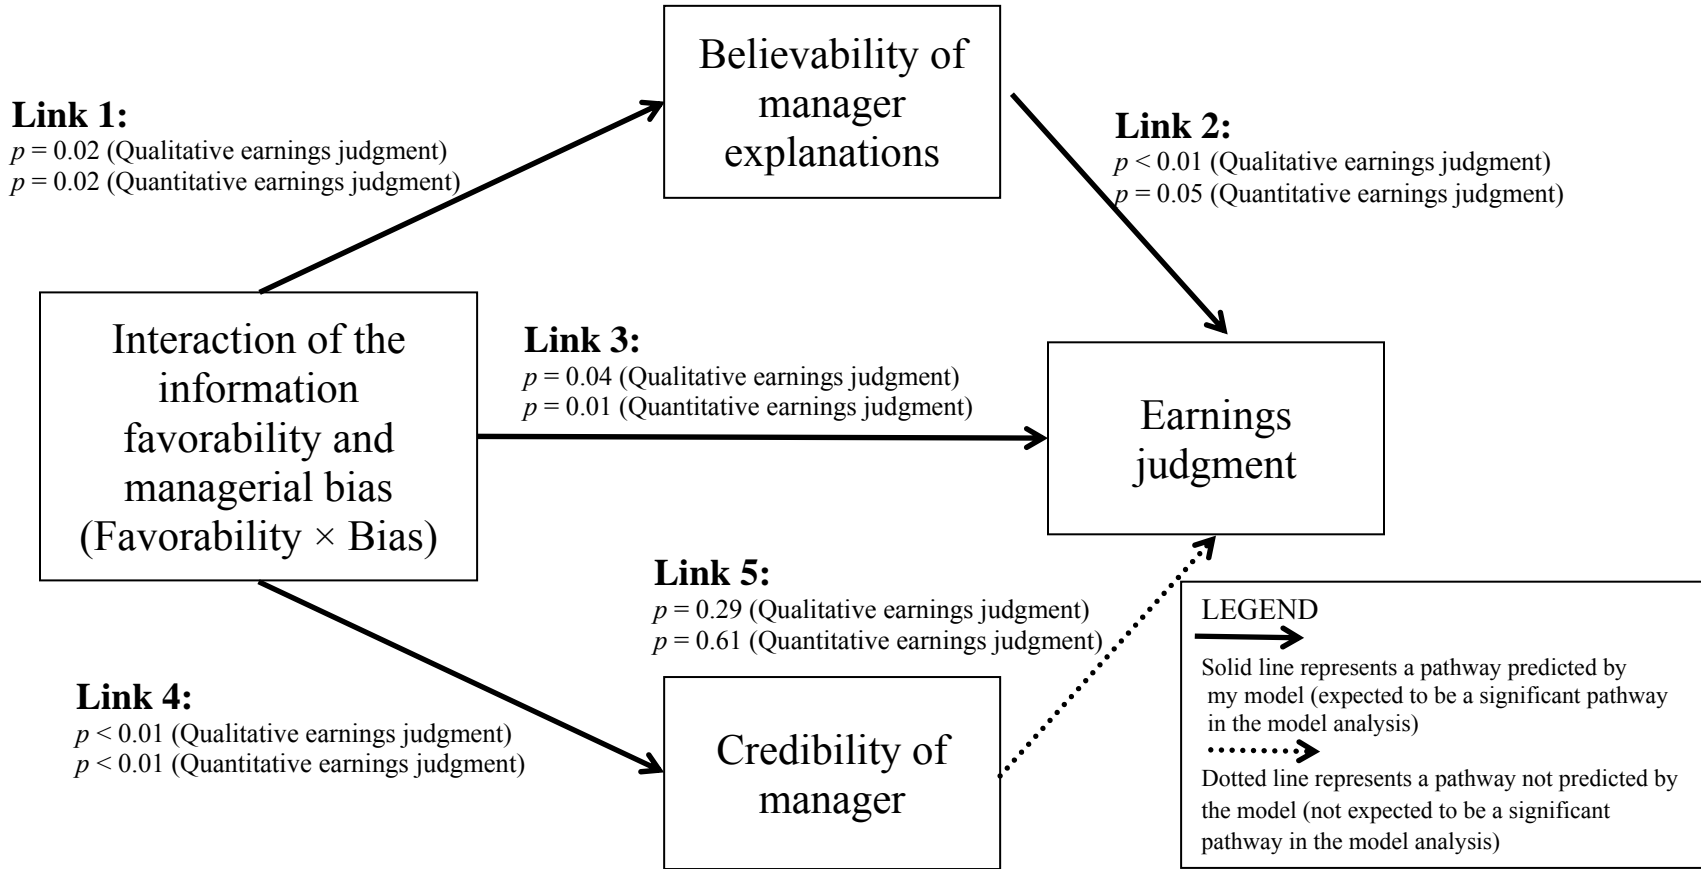 Believability of
manager
explanations
Link 1:
p = 0.02 (Qualitative earnings judgment)
p = 0.02 (Quantitative earnings judgment)
Link 2:
p < 0.01 (Qualitative earnings judgment)
p = 0.05 (Quantitative earnings judgment)
Interaction of the
information
favorability and
managerial bias
(Favorability × Bias)
Link 3:
p = 0.04 (Qualitative earnings judgment)
p = 0.01 (Quantitative earnings judgment)
Earnings
judgment
Link 5:
p = 0.29 (Qualitative earnings judgment)
p = 0.61 (Quantitative earnings judgment)
Link 4:
p < 0.01 (Qualitative earnings judgment)
p < 0.01 (Quantitative earnings judgment)
Credibility of
manager
LEGEND
Solid line represents a pathway predicted by
my model (expected to be a significant pathway
in the model analysis)
Dotted line represents a pathway not predicted by
the model (not expected to be a significant
pathway in the model analysis)